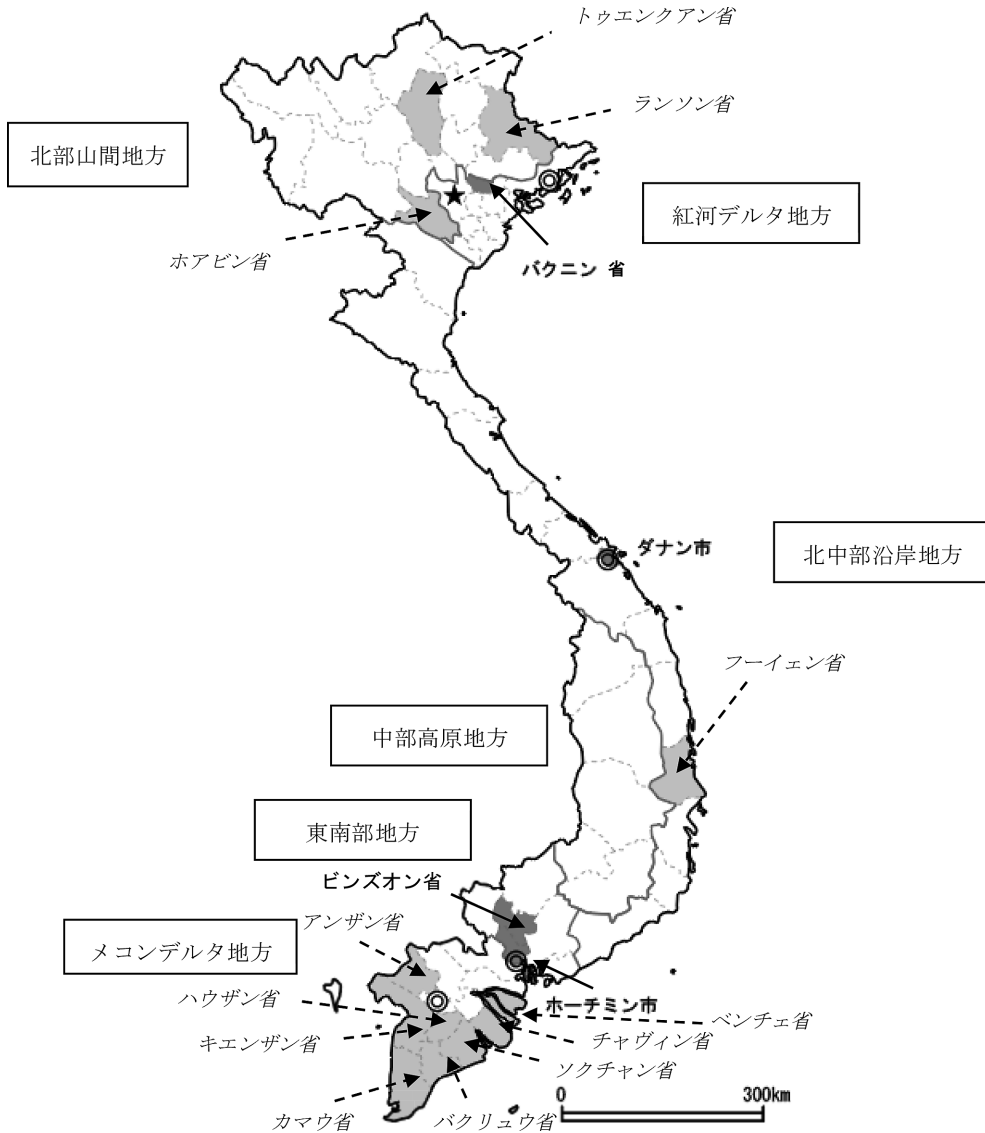 トゥエンクアン省
ランソン省
北部山間地方
紅河デルタ地方
ホアビン省
バクニン 省
ダナン市
北中部沿岸地方
フーイェン省
中部高原地方
東南部地方
ビンズオン省
アンザン省
メコンデルタ地方
ハウザン省
ホーチミン市
ベンチェ省
キエンザン省
チャヴィン省
ソクチャン省
カマウ省
バクリュウ省
0 300km